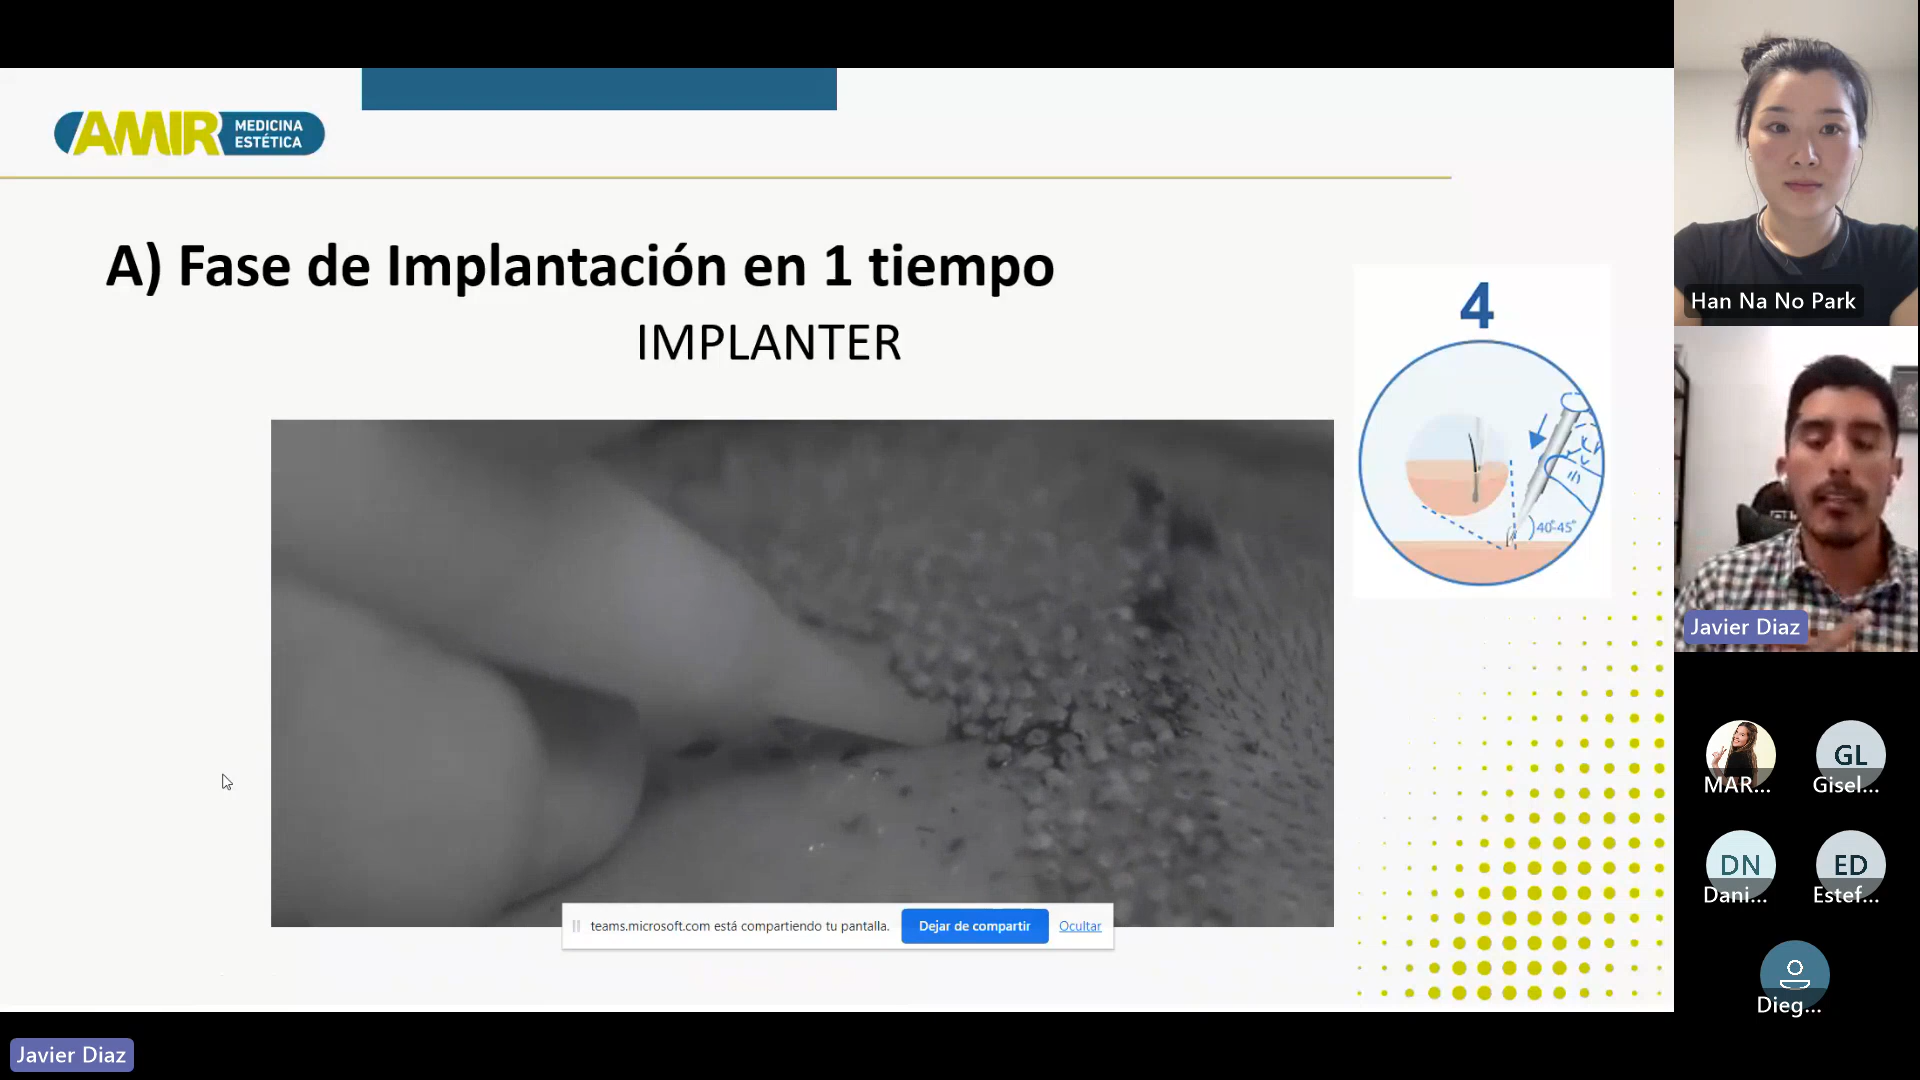 AMIR MEDICINA
ESTÉTICA
A) Fase de Implantación en 1 tiempo
IMPLANTER
4
40-45°
teams.microsoft.com está compartiendo tu pantalla.
Dejar de compartir
Ocultar
Han Na No Park
Javier Diaz
MAR...
GL
Gisel...
DN
Dani...
ED
Estef...
Dieg...
Javier Diaz